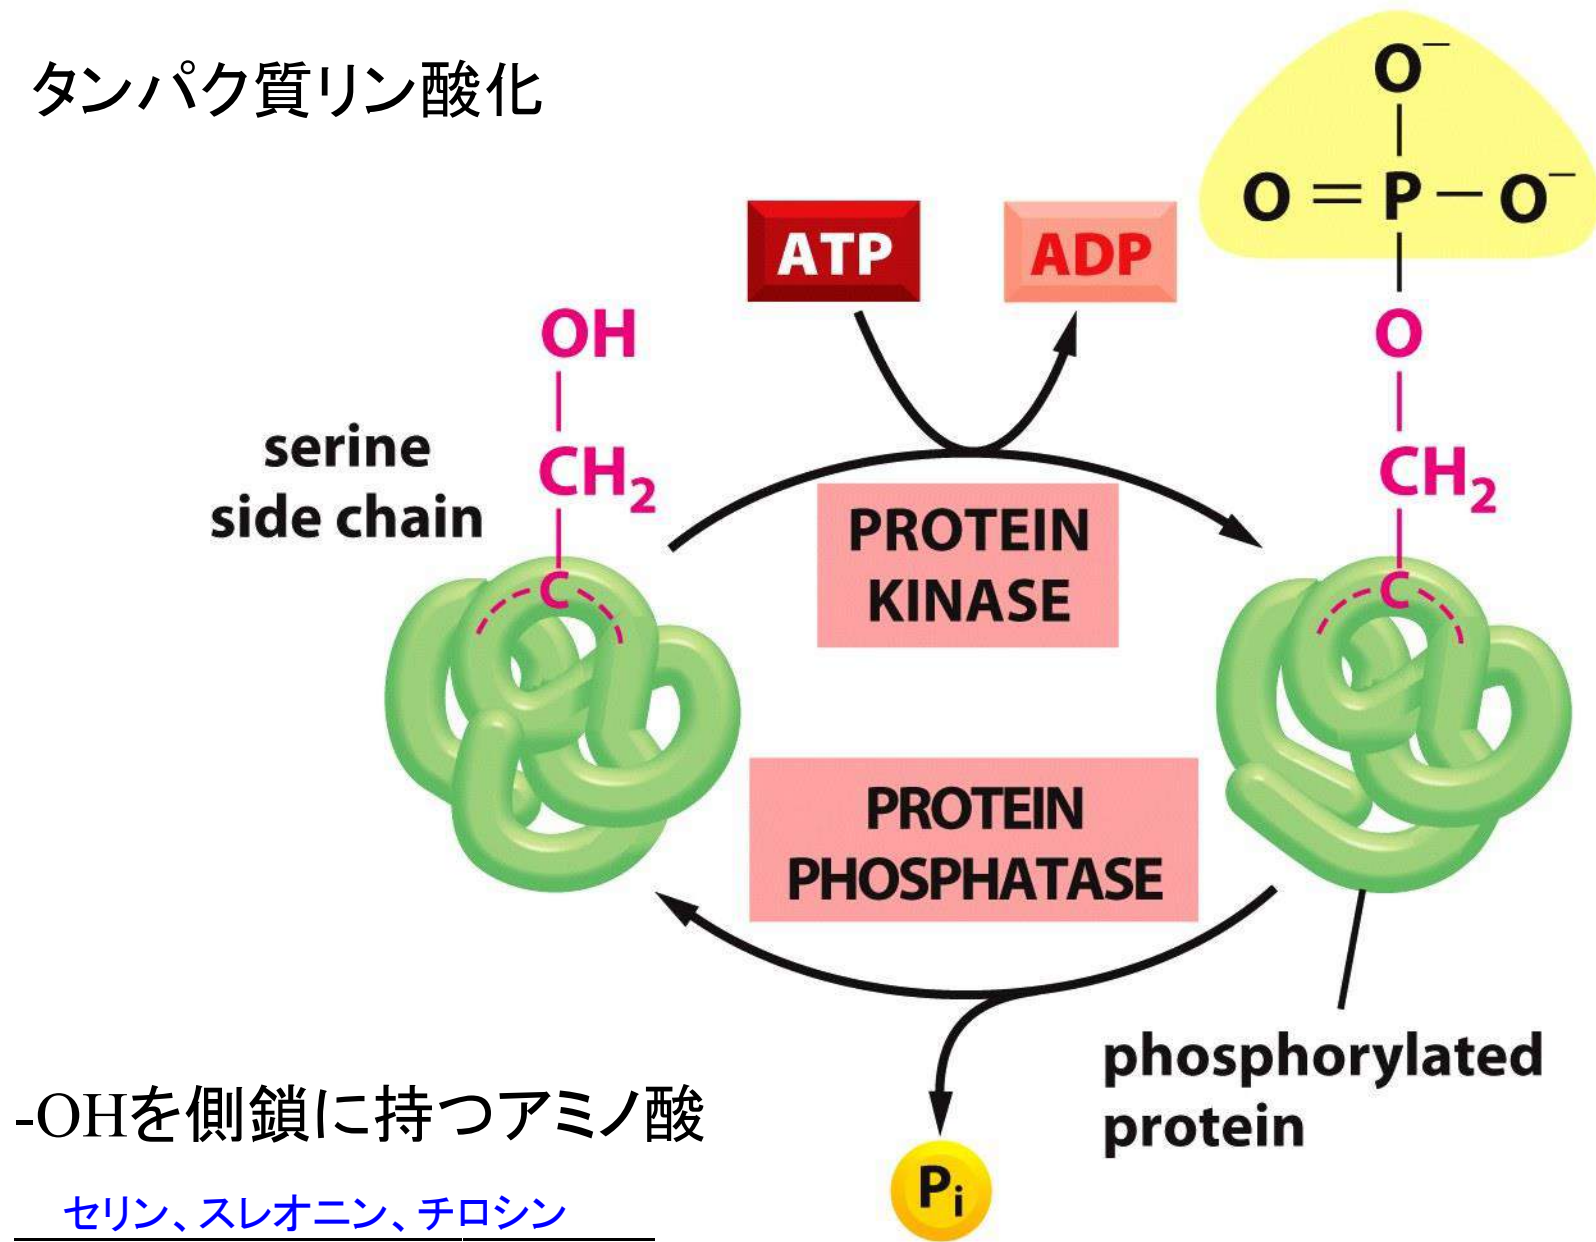 タンパク質リン酸化
O⁻
O=P–O⁻
ATP
ADP
OH
O
serine
side chain
CH₂
CH₂
PROTEIN
KINASE
C
C
PROTEIN
PHOSPHATASE
phosphorylated
protein
Pi
-OHを側鎖に持つアミノ酸
セリン、スレオニン、チロシン